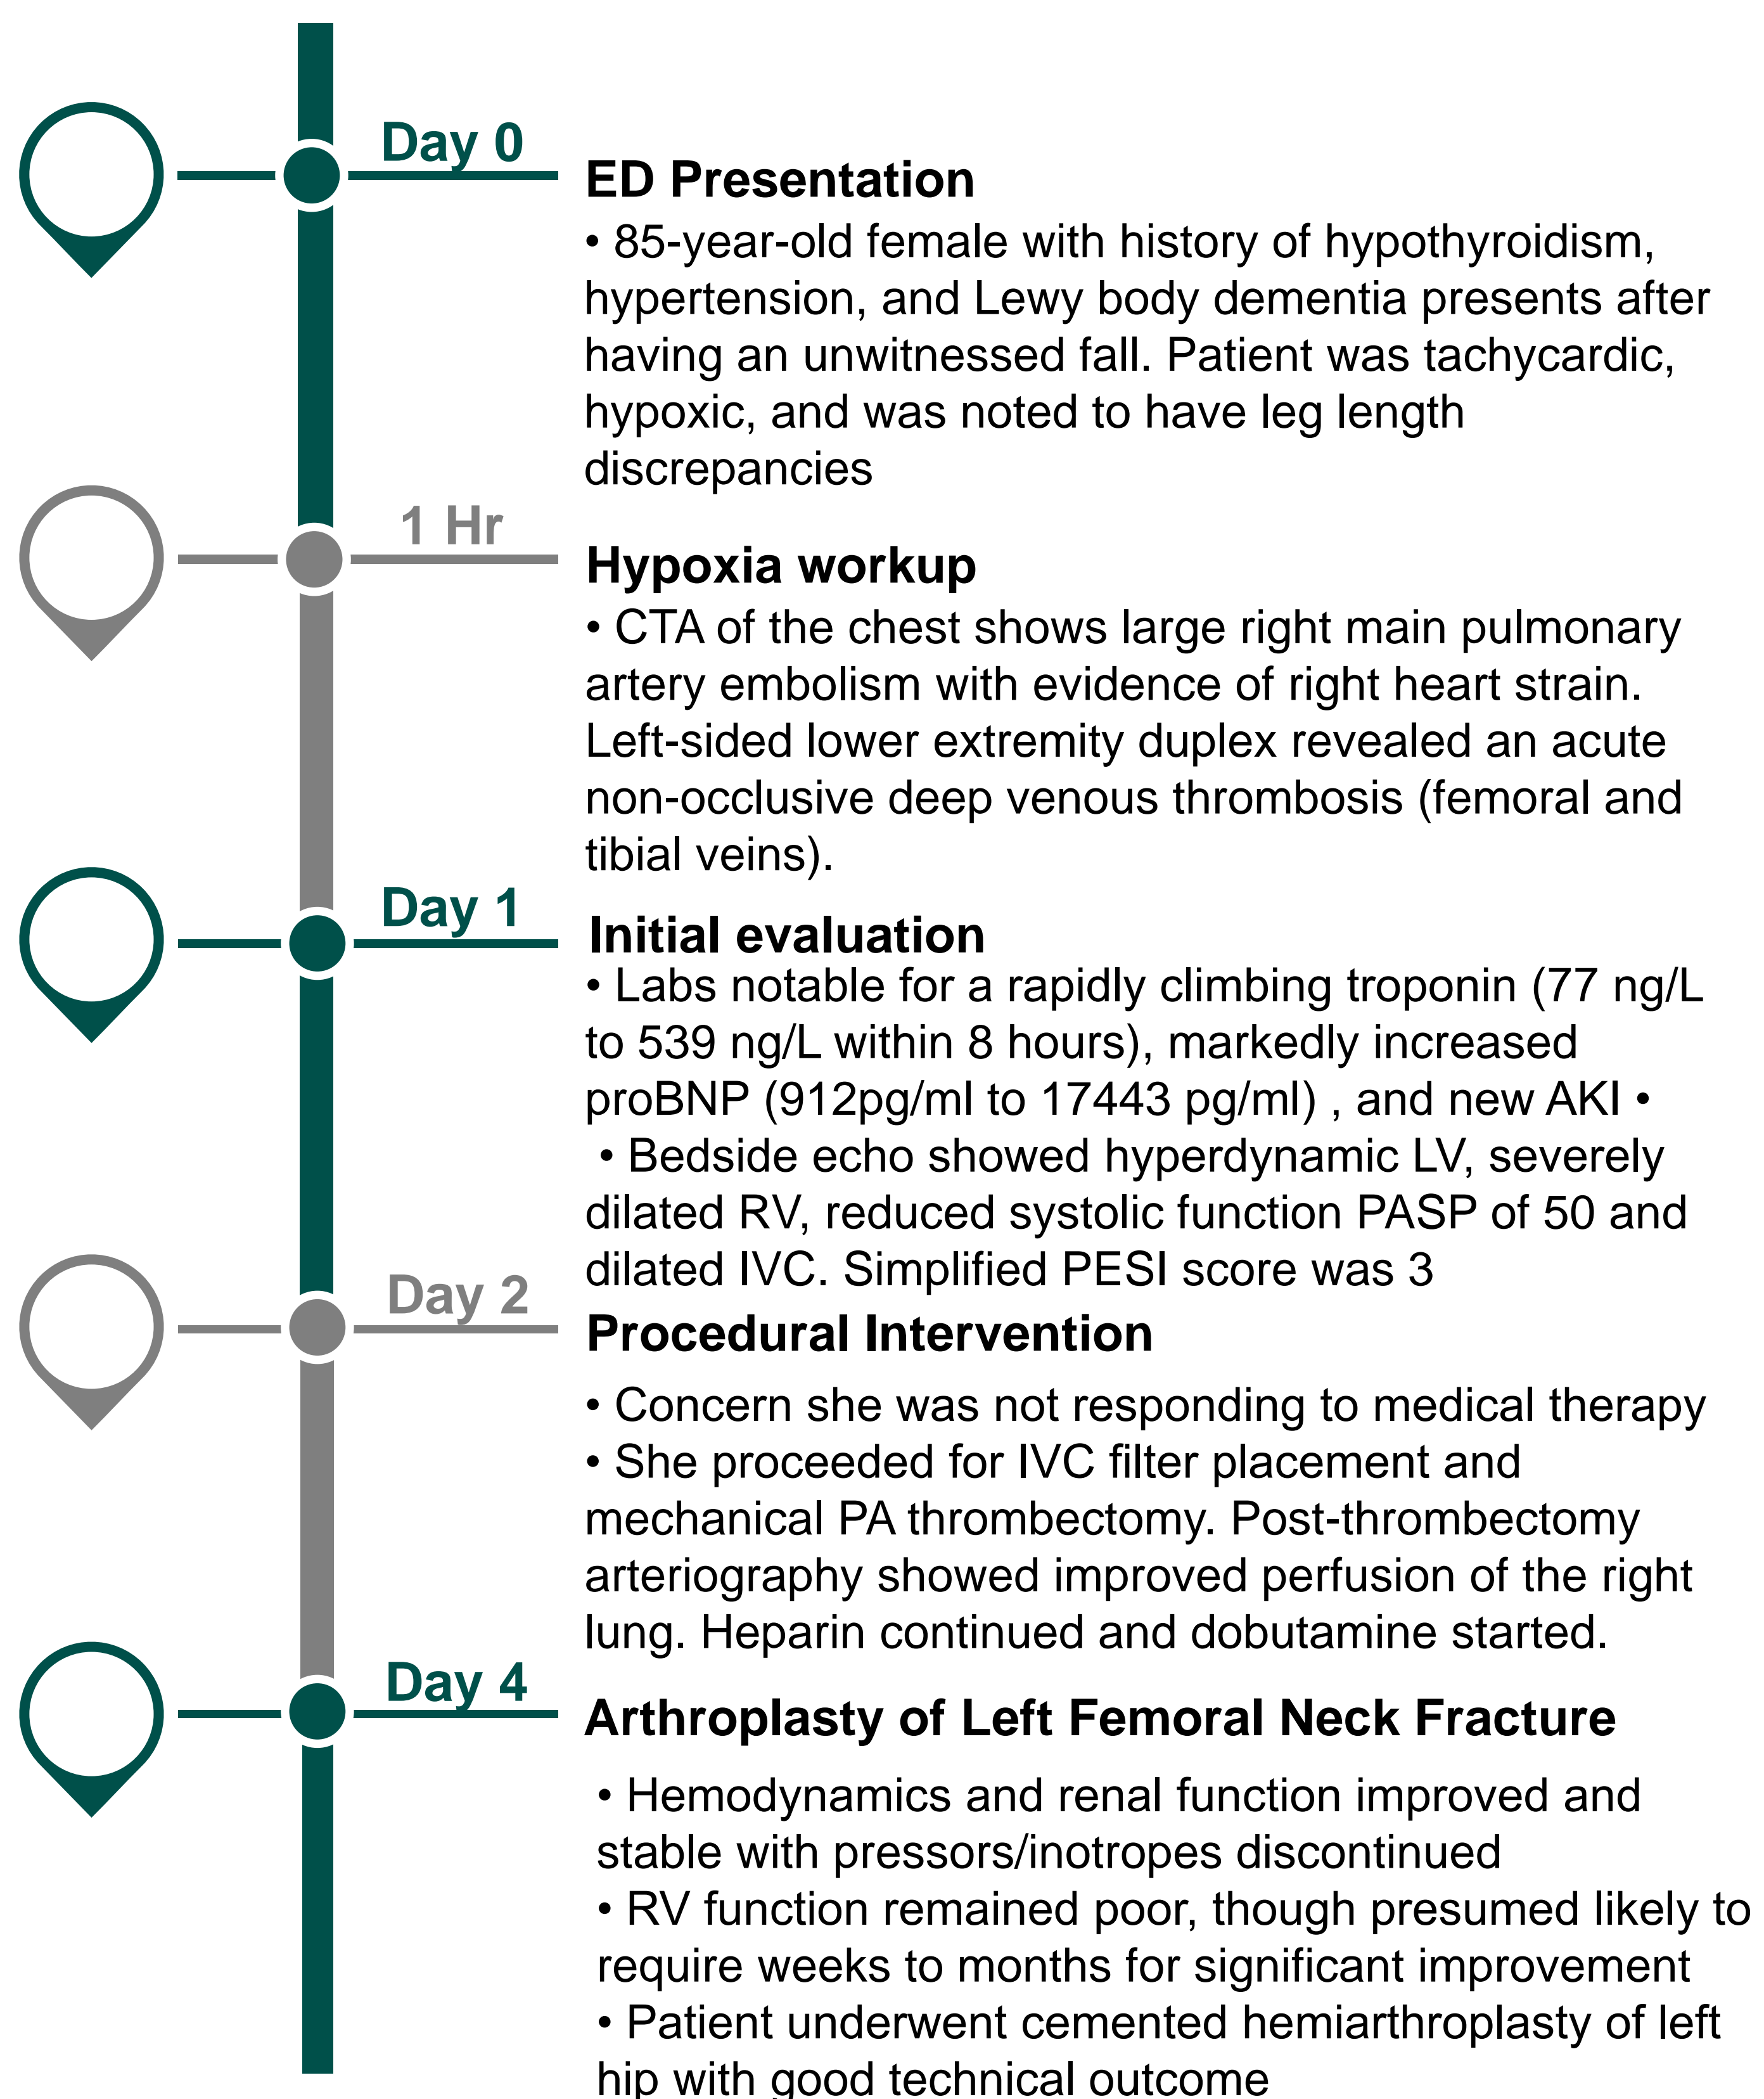 Day 0
ED Presentation
• 85-year-old female with history of hypothyroidism,
hypertension, and Lewy body dementia presents after
having an unwitnessed fall. Patient was tachycardic,
hypoxic, and was noted to have leg length
discrepancies
1 Hr
Hypoxia workup
• CTA of the chest shows large right main pulmonary
artery embolism with evidence of right heart strain.
Left-sided lower extremity duplex revealed an acute
non-occlusive deep venous thrombosis (femoral and
tibial veins).
Day 1
Initial evaluation
• Labs notable for a rapidly climbing troponin (77 ng/L
to 539 ng/L within 8 hours), markedly increased
proBNP (912pg/ml to 17443 pg/ml) , and new AKI •
• Bedside echo showed hyperdynamic LV, severely
dilated RV, reduced systolic function PASP of 50 and
dilated IVC. Simplified PESI score was 3
Day 2
Procedural Intervention
• Concern she was not responding to medical therapy
• She proceeded for IVC filter placement and
mechanical PA thrombectomy. Post-thrombectomy
arteriography showed improved perfusion of the right
lung. Heparin continued and dobutamine started.
Day 4
Arthroplasty of Left Femoral Neck Fracture
• Hemodynamics and renal function improved and
stable with pressors/inotropes discontinued
• RV function remained poor, though presumed likely to
require weeks to months for significant improvement
• Patient underwent cemented hemiarthroplasty of left
hip with good technical outcome